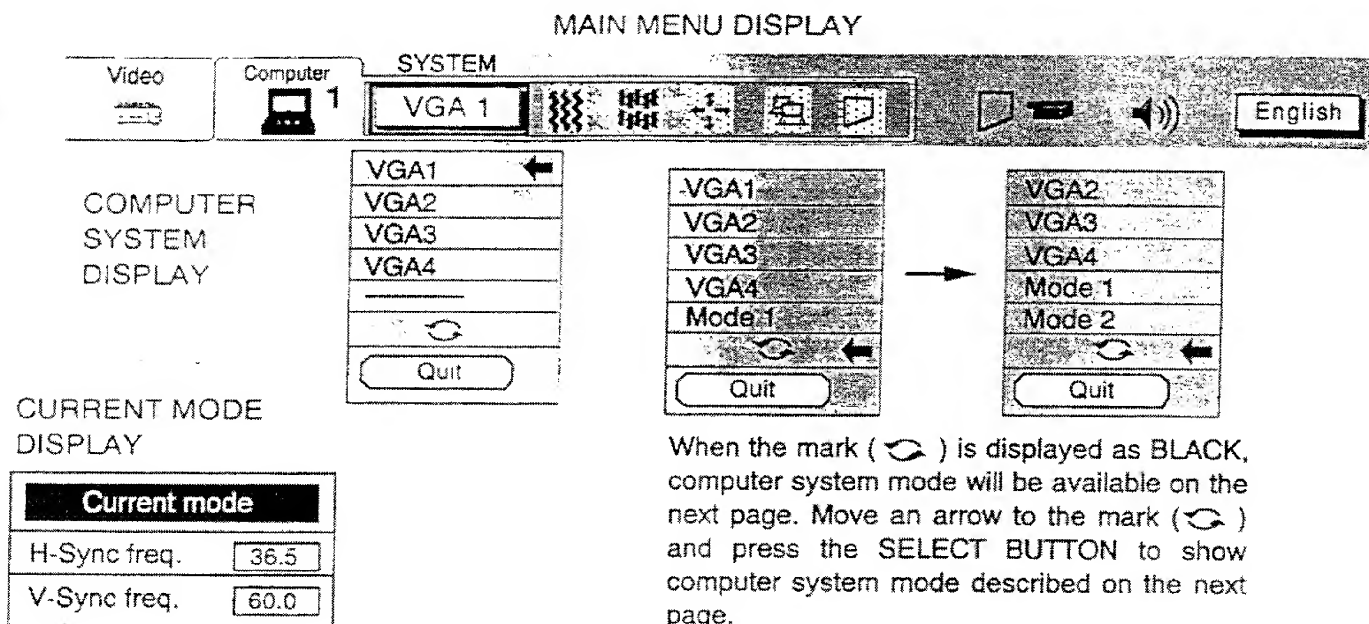 MAIN MENU DISPLAY
SYSTEM
Video
Computer
1
VGA 1
English
COMPUTER
SYSTEM
DISPLAY
VGA1
VGA2
VGA3
VGA4
Quit
VGA1
VGA2
VGA3
VGA4
Mode 1
Quit
VGA2
VGA3
VGA4
Mode 1
Mode 2
Quit
CURRENT MODE
DISPLAY
Current mode
H-Sync freq. 36.5
V-Sync freq. 60.0
When the mark ( ) is displayed as BLACK,
computer system mode will be available on the
next page. Move an arrow to the mark ( )
and press the SELECT BUTTON to show
computer system mode described on the next
page.